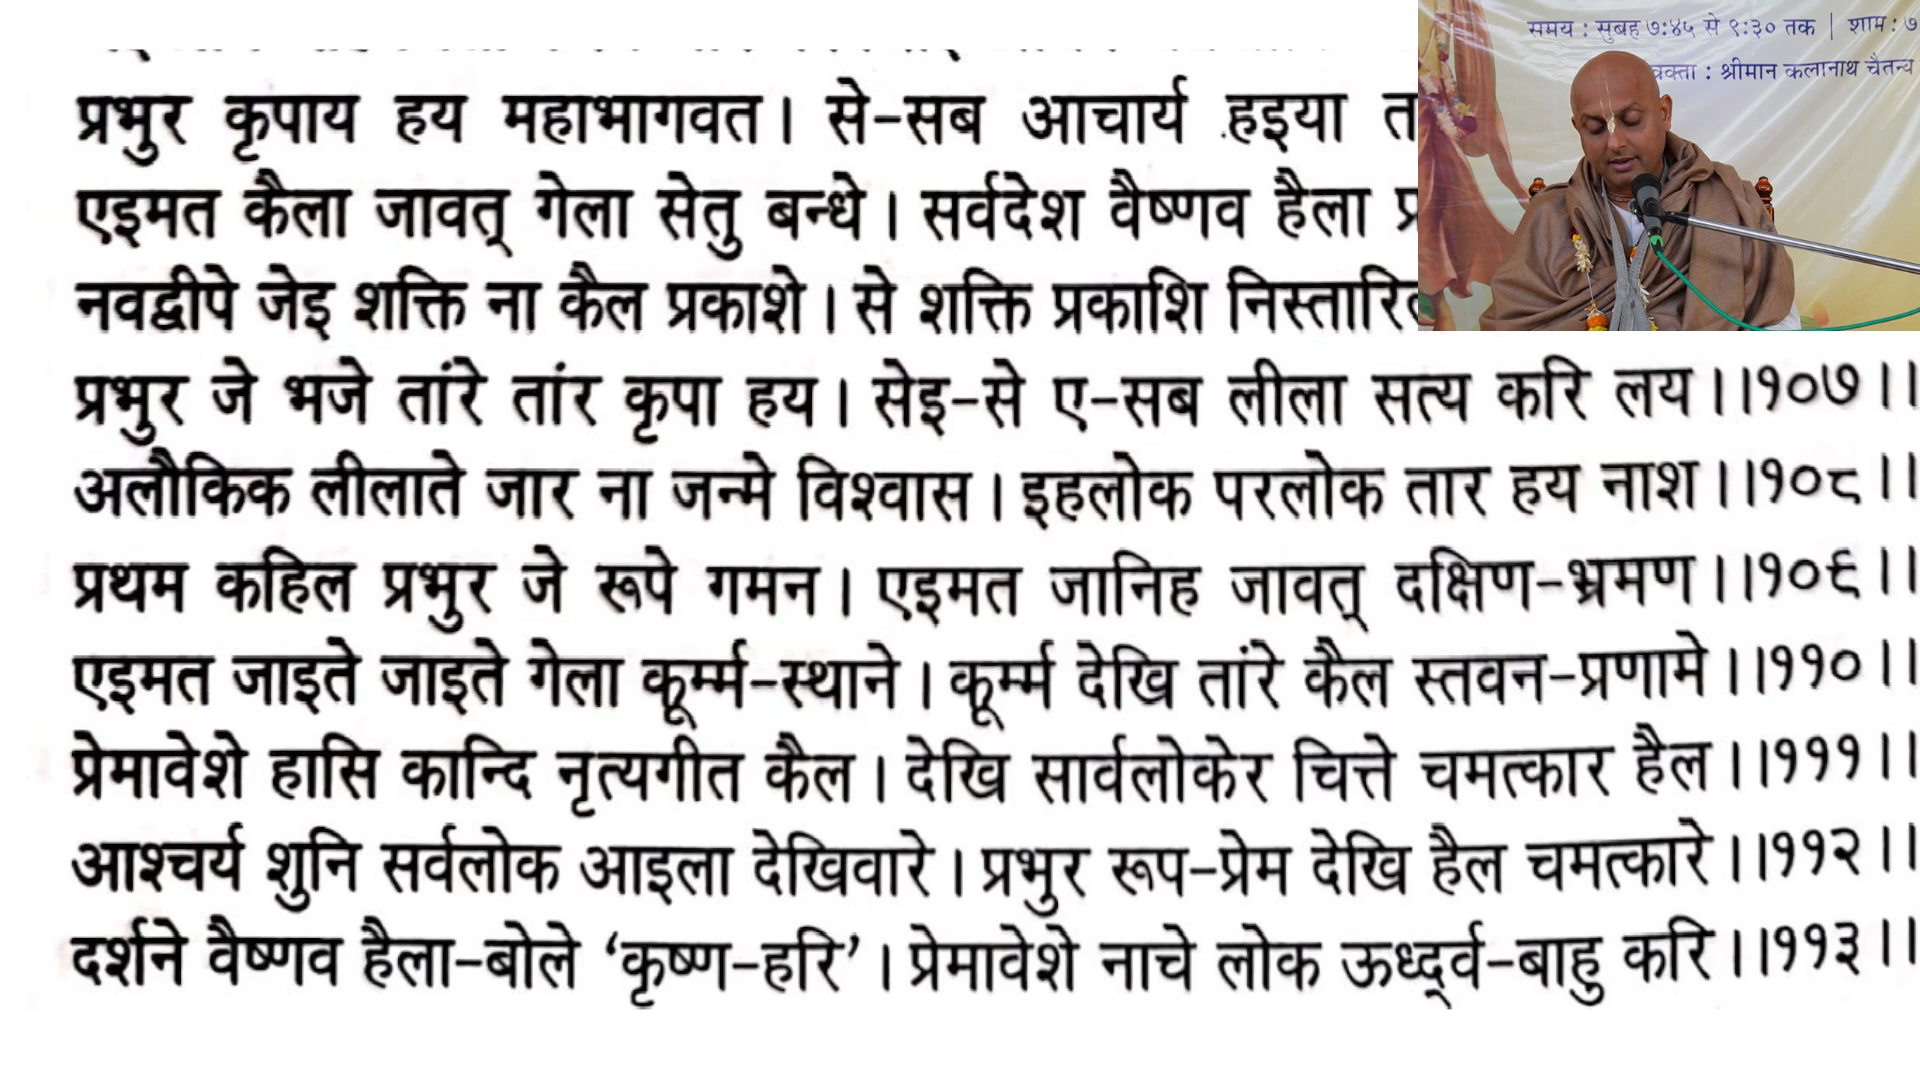 प्रभुर कृपाय हय महाभागवत। से-सब आचार्य हइया
एइमत कैला जावत् गेला सेतु बन्धे। सर्वदेश वैष्णव हैला
नवद्वीपे जेइ शक्ति ना कैल प्रकाशे। से शक्ति प्रकाशि
प्रभुर जे भजे तांरे तांर कृपा हय। सेइ-से ए-सब लीला सत्य करि लय।।१०७।।
अलौकिक लीलाते जार ना जन्मे विश्वास। इहलोक परलोक तार हय नाश।।१०८।।
प्रथम कहिल प्रभुर जे रूपे गमन। एइमत जानिह जावत् दक्षिण-भ्रमण।।१०९।।
एइमत जाइते जाइते गेला कूर्म्म-स्थाने। कूर्म्म देखि तांरे कैल स्तवन-प्रणामे।।११०।।
प्रेमावेशे हासि कान्दि नृत्यगीत कैल। देखि सार्वलोकेर चित्ते चमत्कार हैल।।१११।।
आश्चर्य शुनि सर्वलोक आइला देखिवारे। प्रभुर रूप-प्रेम देखि हैल चमत्कारे।।११२।।
दर्शने वैष्णव हैला-बोले ‘कृष्ण-हरि’। प्रेमावेशे नाचे लोक ऊर्ध्द्व-बाहु करि।।११३।।
समय : सुबह ७:४५ से ९:३० तक | शाम : ७
वक्ता : श्रीमान कलानाथ चैतन्य